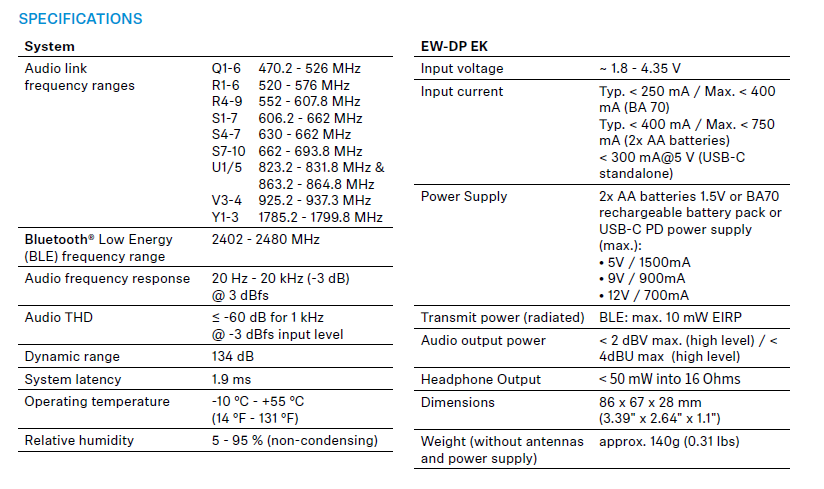 SPECIFICATIONS
System
Audio link frequency ranges
Q1-6 470.2 - 526 MHz
R1-6 520 - 576 MHz
R4-9 552 - 607.8 MHz
S1-7 606.2 - 662 MHz
S4-7 630 - 662 MHz
S7-10 662 - 693.8 MHz
U1/5 823.2 - 831.8 MHz &
863.2 - 864.8 MHz
V3-4 925.2 - 937.3 MHz
Y1-3 1785.2 - 1799.8 MHz
Bluetooth® Low Energy 2402 - 2480 MHz
(BLE) frequency range
Audio frequency response 20 Hz - 20 kHz (-3 dB)
@ 3 dBfs
Audio THD ≤ -60 dB for 1 kHz
@ -3 dBfs input level
Dynamic range 134 dB
System latency 1.9 ms
Operating temperature -10 ºC - +55 ºC
(14 ºF - 131 ºF)
Relative humidity 5 - 95 % (non-condensing)
EW-DP EK
Input voltage ~ 1.8 - 4.35 V
Input current Typ. < 250 mA / Max. < 400
mA (BA 70)
Typ. < 400 mA / Max. < 750
mA (2x AA batteries)
< 300 mA@5 V (USB-C
standalone)
Power Supply 2x AA batteries 1.5V or BA70
rechargeable battery pack or
USB-C PD power supply
(max.):
• 5V / 1500mA
• 9V / 900mA
• 12V / 700mA
Transmit power (radiated) BLE: max. 10 mW EIRP
Audio output power < 2 dBV max. (high level) / <
4dBU max (high level)
Headphone Output < 50 mW into 16 Ohms
Dimensions 86 x 67 x 28 mm
(3.39" x 2.64" x 1.1")
Weight (without antennas approx. 140g (0.31 lbs)
and power supply)